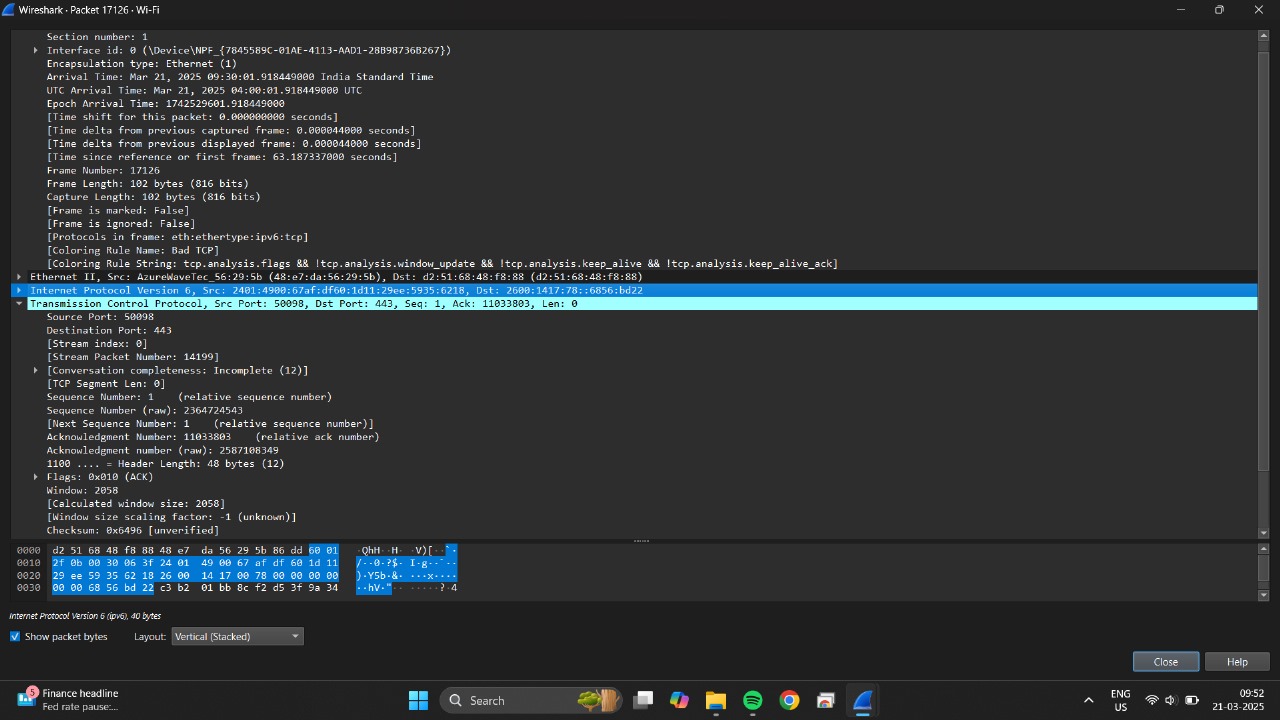 Wireshark · Packet 17126 · Wi-Fi
Section number: 1
Interface id: 0 (\Device\NPF_{7845589C-01AE-4113-AAD1-28B98736B267})
Encapsulation type: Ethernet (1)
Arrival Time: Mar 21, 2025 09:30:01.918449000 India Standard Time
UTC Arrival Time: Mar 21, 2025 04:00:01.918449000 UTC
Epoch Arrival Time: 1742529601.918449000
[Time shift for this packet: 0.000000000 seconds]
[Time delta from previous captured frame: 0.000044000 seconds]
[Time delta from previous displayed frame: 0.000044000 seconds]
[Time since reference or first frame: 63.187337000 seconds]
Frame Number: 17126
Frame Length: 102 bytes (816 bits)
Capture Length: 102 bytes (816 bits)
[Frame is marked: False]
[Frame is ignored: False]
[Protocols in frame: eth:ethertype:ipv6:tcp]
[Coloring Rule Name: Bad TCP]
[Coloring Rule String: tcp.analysis.flags && !tcp.analysis.window_update && !tcp.analysis.keep_alive && !tcp.analysis.keep_alive_ack]
Ethernet II, Src: AzureWaveTec_56:29:5b (48:e7:da:56:29:5b), Dst: d2:51:68:48:f8:88 (d2:51:68:48:f8:88)
Internet Protocol Version 6, Src: 2401:4900:67af:df60:1d11:29ee:5935:6218, Dst: 2600:1417:78::6856:bd22
Transmission Control Protocol, Src Port: 50098, Dst Port: 443, Seq: 1, Ack: 11033803, Len: 0
Source Port: 50098
Destination Port: 443
[Stream index: 0]
[Stream Packet Number: 14199]
[Conversation completeness: Incomplete (12)]
[TCP Segment Len: 0]
Sequence Number: 1    (relative sequence number)
Sequence Number (raw): 2364724543
[Next Sequence Number: 1    (relative sequence number)]
Acknowledgment Number: 11033803    (relative ack number)
Acknowledgment number (raw): 2587108349
1100 .... = Header Length: 48 bytes (12)
Flags: 0x010 (ACK)
Window: 2058
[Calculated window size: 2058]
[Window size scaling factor: -1 (unknown)]
Checksum: 0x6496 [unverified]
0000 d2 51 68 48 f8 88 48 e7 da 56 29 5b 86 dd 60 01 ·QhH··H· ·V)[··`·
0010 2f 0b 00 30 06 3f 24 01 49 00 67 af df 60 1d 11 /··0·?$· I·g··`··
0020 29 ee 59 35 62 18 26 00 14 17 00 78 00 00 00 00 )·Y5b·&· ···x····
0030 00 00 68 56 bd 22 c3 b2 01 bb 8c f2 d5 3f 9a 34 ··hV·"·· ·····?·4
Internet Protocol Version 6 (ipv6), 40 bytes
Show packet bytes Layout: Vertical (Stacked)
Close Help
5 Finance headline
Fed rate pause:...
Search
ENG
US
09:52
21-03-2025